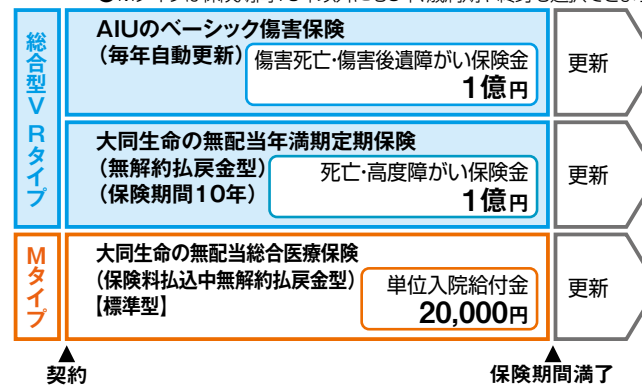 総合型V Rタイプ
AIUのベーシック傷害保険
(毎年自動更新)
傷害死亡・傷害後遺障がい保険金
1億円
更新
大同生命の無配当年満期定期保険
(無解約払戻金型)
(保険期間10年)
死亡・高度障がい保険金
1億円
更新
Mタイプ
大同生命の無配当総合医療保険
(保険料払込中無解約払戻金型)
【標準型】
単位入院給付金
20,000円
更新
▲
契約
▲
保険期間満了